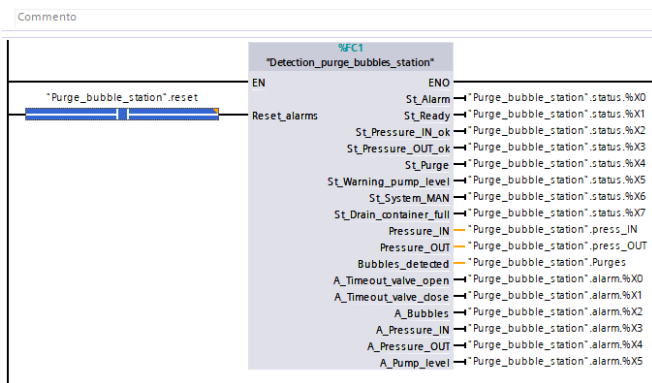 Commento
%FC1
"Detection_purge_bubbles_station"
EN ENO
"Purge_bubble_station".reset
Reset_alarms
St_Alarm "Purge_bubble_station".status.%X0
St_Ready "Purge_bubble_station".status.%X1
St_Pressure_IN_ok "Purge_bubble_station".status.%X2
St_Pressure_OUT_ok "Purge_bubble_station".status.%X3
St_Purge "Purge_bubble_station".status.%X4
St_Warning_pump_level "Purge_bubble_station".status.%X5
St_System_MAN "Purge_bubble_station".status.%X6
St_Drain_container_full "Purge_bubble_station".status.%X7
Pressure_IN "Purge_bubble_station".press_IN
Pressure_OUT "Purge_bubble_station".press_OUT
Bubbles_detected "Purge_bubble_station".Purges
A_Timeout_valve_open "Purge_bubble_station".alarm.%X0
A_Timeout_valve_close "Purge_bubble_station".alarm.%X1
A_Bubbles "Purge_bubble_station".alarm.%X2
A_Pressure_IN "Purge_bubble_station".alarm.%X3
A_Pressure_OUT "Purge_bubble_station".alarm.%X4
A_Pump_level "Purge_bubble_station".alarm.%X5